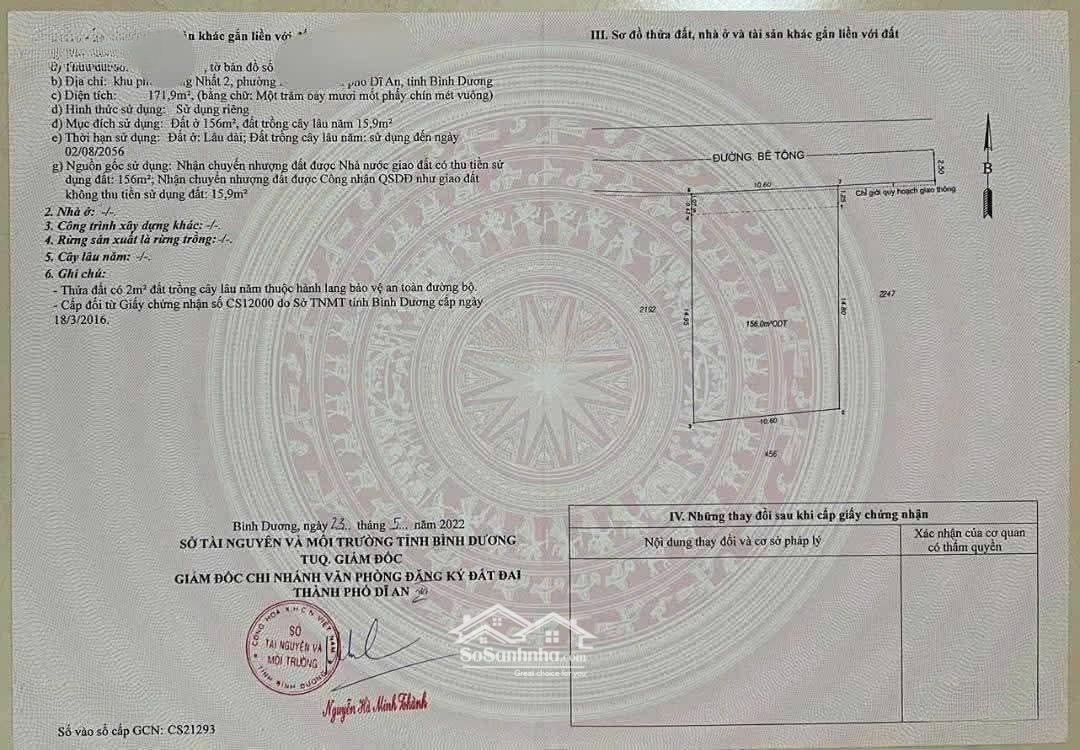 ản khác gắn liền với
, tờ bản đồ số
b) Địa chỉ: khu Nhất 2, phường Dĩ An, tỉnh Bình Dương
c) Diện tích: 171,9m², (bằng chữ: Một trăm bảy mươi mốt phẩy chín mét vuông)
d) Hình thức sử dụng: Sử dụng riêng
đ) Mục đích sử dụng: Đất ở 156m², đất trồng cây lâu năm 15,9m²
e) Thời hạn sử dụng: Đất ở: Lâu dài; Đất trồng cây lâu năm: sử dụng đến ngày
02/08/2056
g) Nguồn gốc sử dụng: Nhận chuyển nhượng đất được Nhà nước giao đất có thu tiền sử
dụng đất: 156m²; Nhận chuyển nhượng đất được Công nhận QSDĐ như giao đất
không thu tiền sử dụng đất: 15,9m²
2. Nhà ở: -/-.
3. Công trình xây dựng khác: -/-.
4. Rừng sản xuất là rừng trồng: -/-.
5. Cây lâu năm: -/-.
6. Ghi chú:
- Thửa đất có 2m² đất trồng cây lâu năm thuộc hành lang bảo vệ an toàn đường bộ.
- Cấp đổi từ Giấy chứng nhận số CS12000 do Sở TNMT tỉnh Bình Dương cấp ngày
18/3/2016.
Bình Dương, ngày 23 tháng 5 năm 2022
SỞ TÀI NGUYÊN VÀ MÔI TRƯỜNG TỈNH BÌNH DƯƠNG
TUQ. GIÁM ĐỐC
GIÁM ĐỐC CHI NHÁNH VĂN PHÒNG ĐĂNG KÝ ĐẤT ĐAI
THÀNH PHỐ DĨ AN
CỘNG HOÀ X.H.C.N VIỆT NAM
SỞ
TÀI NGUYÊN VÀ
MÔI TRƯỜNG
TỈNH BÌNH DƯƠNG
Nguyễn Hà Minh Thành
Số vào sổ cấp GCN: CS21293
III. Sơ đồ thửa đất, nhà ở và tài sản khác gắn liền với đất
ĐƯỜNG BÊ TÔNG
2.50
B
10.60
Chỉ giới quy hoạch giao thông
1.25
2192
14.95
14.80
2247
156.0m²ODT
10.60
456
IV. Những thay đổi sau khi cấp giấy chứng nhận
Nội dung thay đổi và cơ sở pháp lý
Xác nhận của cơ quan
có thẩm quyền
SoSanhnha.com
Great choice for you